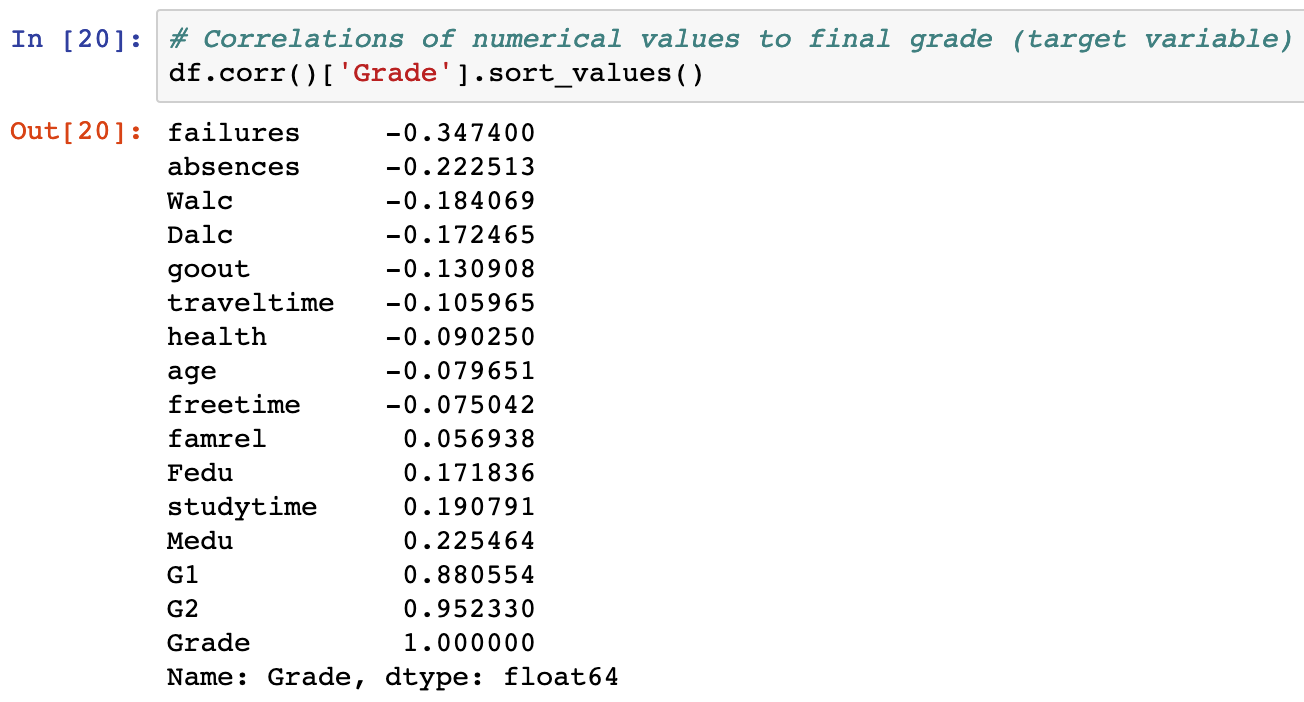 In [20]: # Correlations of numerical values to final grade (target variable)
df.corr()['Grade'].sort_values()
Out[20]: failures -0.347400
absences -0.222513
Walc -0.184069
Dalc -0.172465
goout -0.130908
traveltime -0.105965
health -0.090250
age -0.079651
freetime -0.075042
famrel 0.056938
Fedu 0.171836
studytime 0.190791
Medu 0.225464
G1 0.880554
G2 0.952330
Grade 1.000000
Name: Grade, dtype: float64